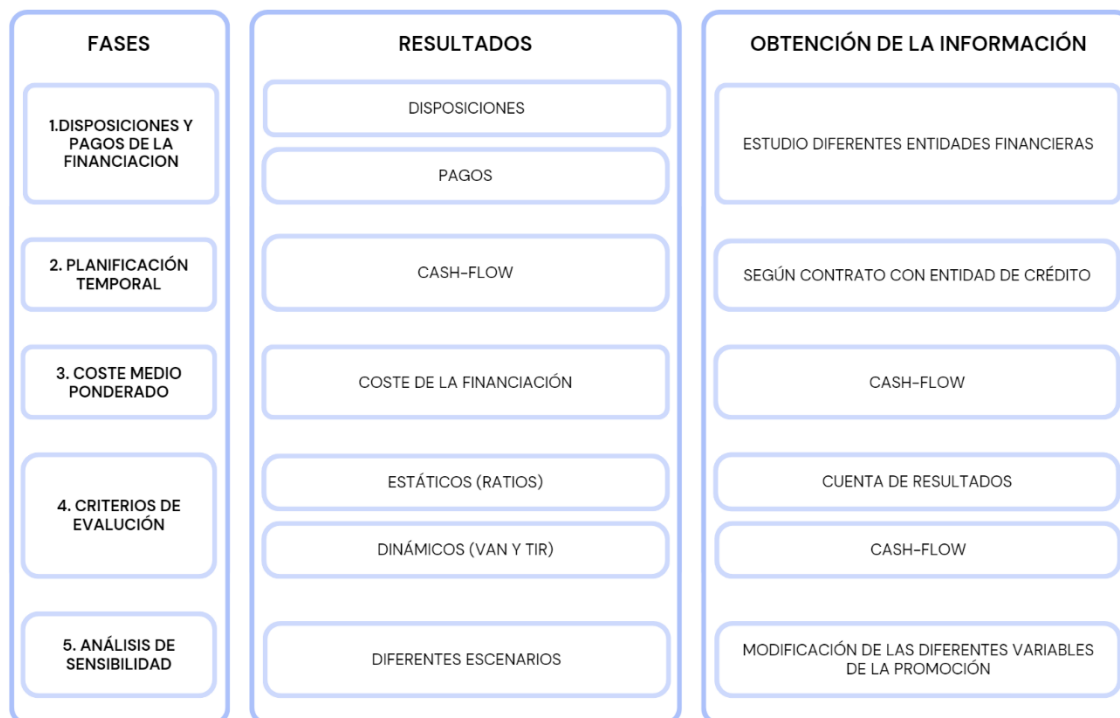 FASES
RESULTADOS
OBTENCIÓN DE LA INFORMACIÓN
1.DISPOSICIONES Y
PAGOS DE LA
FINANCIACION
DISPOSICIONES
PAGOS
ESTUDIO DIFERENTES ENTIDADES FINANCIERAS
2. PLANIFICACIÓN
TEMPORAL
CASH-FLOW
SEGÚN CONTRATO CON ENTIDAD DE CRÉDITO
3. COSTE MEDIO
PONDERADO
COSTE DE LA FINANCIACIÓN
CASH-FLOW
4. CRITERIOS DE
EVALUCIÓN
ESTÁTICOS (RATIOS)
CUENTA DE RESULTADOS
DINÁMICOS (VAN Y TIR)
CASH-FLOW
5. ANÁLISIS DE
SENSIBILIDAD
DIFERENTES ESCENARIOS
MODIFICACIÓN DE LAS DIFERENTES VARIABLES
DE LA PROMOCIÓN